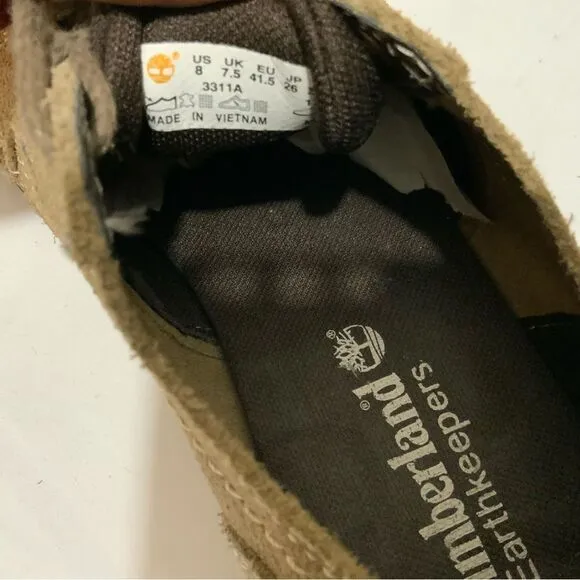 US UK EU JP
8 7.5 41.5 26
3311A
MADE IN VIETNAM
Timberland®
Earthkeepers.